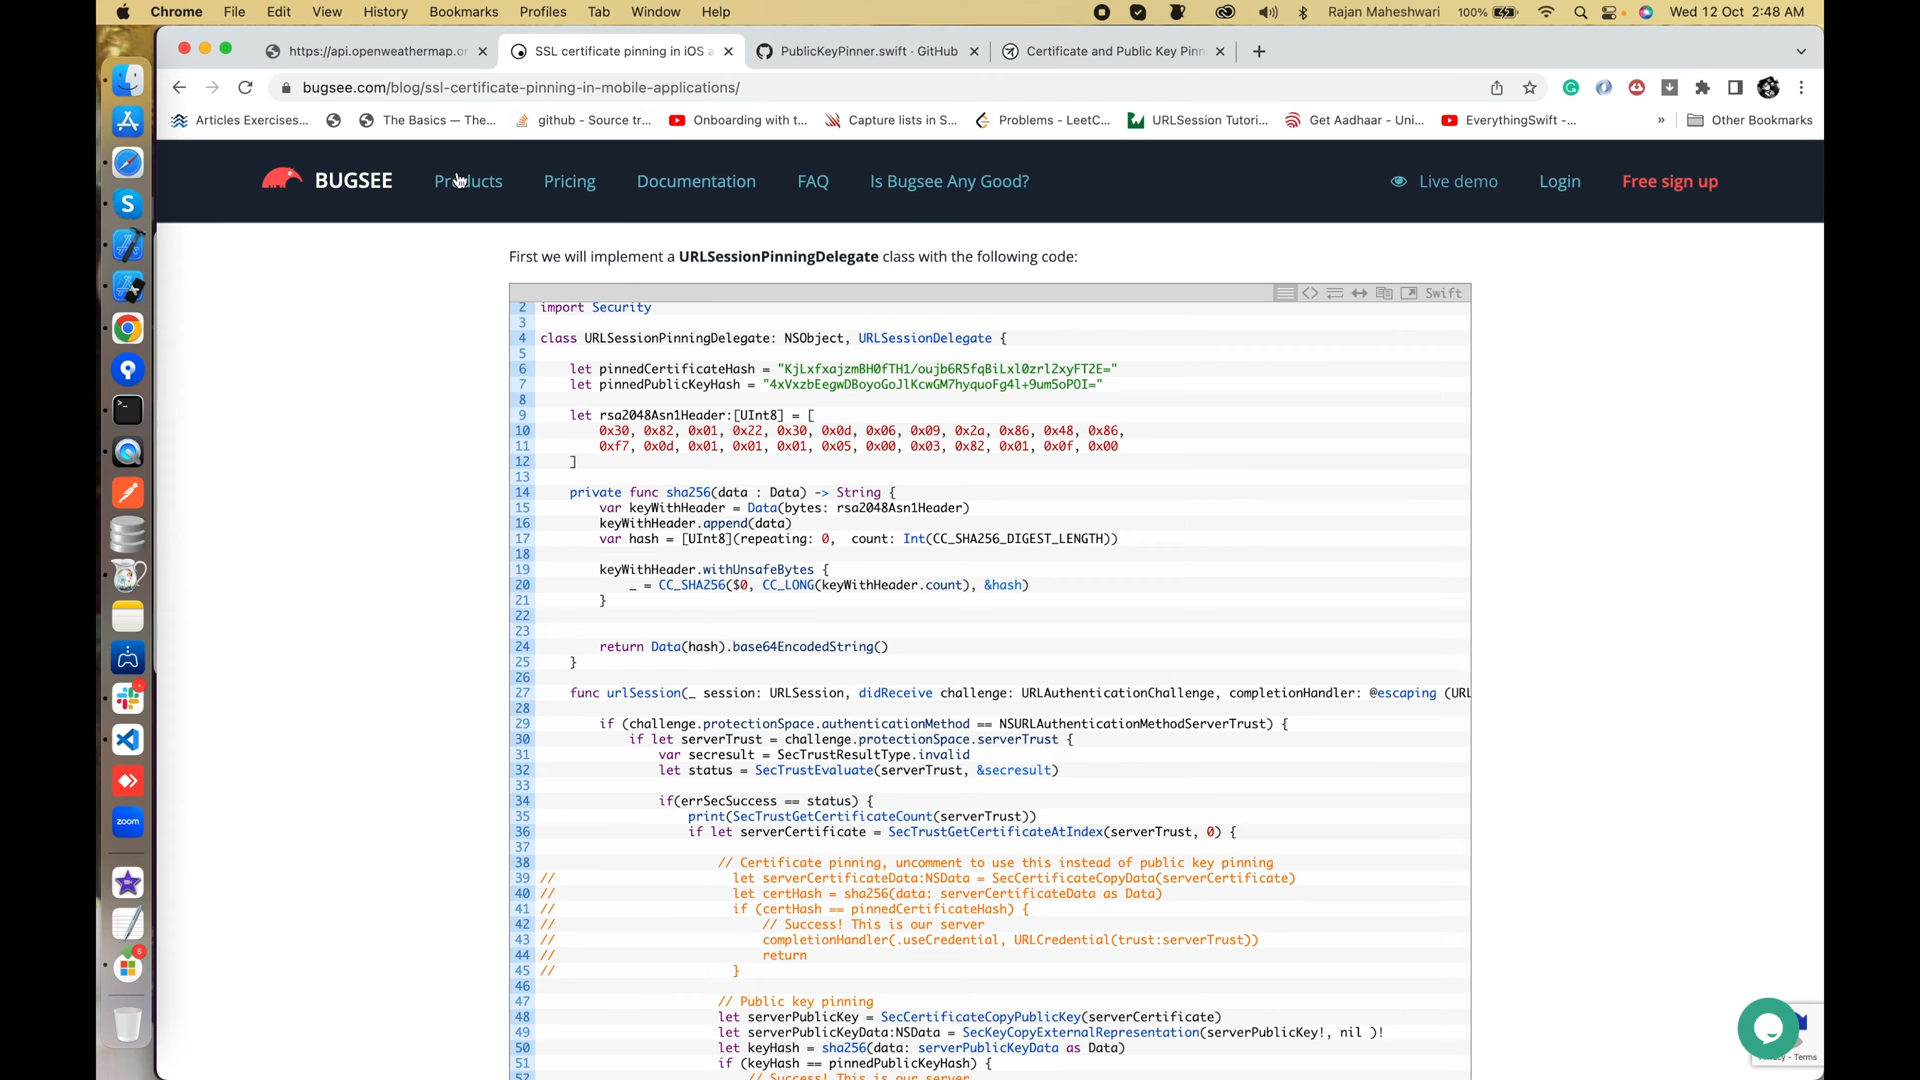 Chrome File Edit View History Bookmarks Profiles Tab Window Help Rajan Maheshwari 100% Wed 12 Oct 2:48 AM
https://api.openweathermap.or SSL certificate pinning in iOS a PublicKeyPinner.swift · GitHub Certificate and Public Key Pinn
bugsee.com/blog/ssl-certificate-pinning-in-mobile-applications/
Articles Exercises... The Basics — The... github - Source tr... Onboarding with t... Capture lists in S... Problems - LeetC... URLSession Tutori... Get Aadhaar - Uni... EverythingSwift -... » Other Bookmarks
BUGSEE Products Pricing Documentation FAQ Is Bugsee Any Good? Live demo Login Free sign up
First we will implement a URLSessionPinningDelegate class with the following code:
Swift
2 import Security
3
4 class URLSessionPinningDelegate: NSObject, URLSessionDelegate {
5
6 let pinnedCertificateHash = "KjLxfxajzmBH0fTH1/oujb6R5fqBiLxl0zrl2xyFT2E="
7 let pinnedPublicKeyHash = "4xVxzbEegwDBoyoGoJlKcwGM7hyquoFg4l+9um5oPOI="
8
9 let rsa2048Asn1Header:[UInt8] = [
10 0x30, 0x82, 0x01, 0x22, 0x30, 0x0d, 0x06, 0x09, 0x2a, 0x86, 0x48, 0x86,
11 0xf7, 0x0d, 0x01, 0x01, 0x01, 0x05, 0x00, 0x03, 0x82, 0x01, 0x0f, 0x00
12 ]
13
14 private func sha256(data : Data) -> String {
15 var keyWithHeader = Data(bytes: rsa2048Asn1Header)
16 keyWithHeader.append(data)
17 var hash = [UInt8](repeating: 0, count: Int(CC_SHA256_DIGEST_LENGTH))
18
19 keyWithHeader.withUnsafeBytes {
20 _ = CC_SHA256($0, CC_LONG(keyWithHeader.count), &hash)
21 }
22
23
24 return Data(hash).base64EncodedString()
25 }
26
27 func urlSession(_ session: URLSession, didReceive challenge: URLAuthenticationChallenge, completionHandler: @escaping (URL
28
29 if (challenge.protectionSpace.authenticationMethod == NSURLAuthenticationMethodServerTrust) {
30 if let serverTrust = challenge.protectionSpace.serverTrust {
31 var secresult = SecTrustResultType.invalid
32 let status = SecTrustEvaluate(serverTrust, &secresult)
33
34 if(errSecSuccess == status) {
35 print(SecTrustGetCertificateCount(serverTrust))
36 if let serverCertificate = SecTrustGetCertificateAtIndex(serverTrust, 0) {
37
38 // Certificate pinning, uncomment to use this instead of public key pinning
39 // let serverCertificateData:NSData = SecCertificateCopyData(serverCertificate)
40 // let certHash = sha256(data: serverCertificateData as Data)
41 // if (certHash == pinnedCertificateHash) {
42 // // Success! This is our server
43 // completionHandler(.useCredential, URLCredential(trust:serverTrust))
44 // return
45 // }
46
47 // Public key pinning
48 let serverPublicKey = SecCertificateCopyPublicKey(serverCertificate)
49 let serverPublicKeyData:NSData = SecKeyCopyExternalRepresentation(serverPublicKey!, nil )!
50 let keyHash = sha256(data: serverPublicKeyData as Data)
51 if (keyHash == pinnedPublicKeyHash) {
52 // Success! This is our server
zoom
5
- Terms